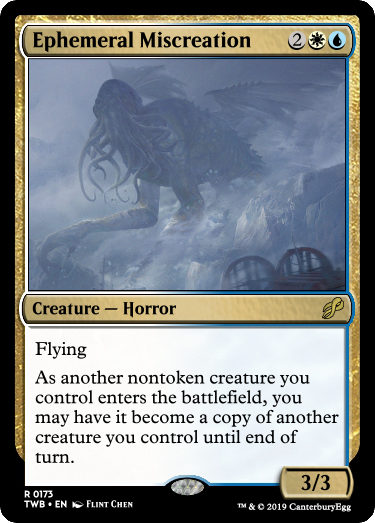 Ephemeral Miscreation 2
Creature — Horror
Flying
As another nontoken creature you
control enters the battlefield, you
may have it become a copy of another
creature you control until end of
turn.
3/3
R 0173
TWB • EN Flint Chen
™ & © 2019 CanterburyEgg